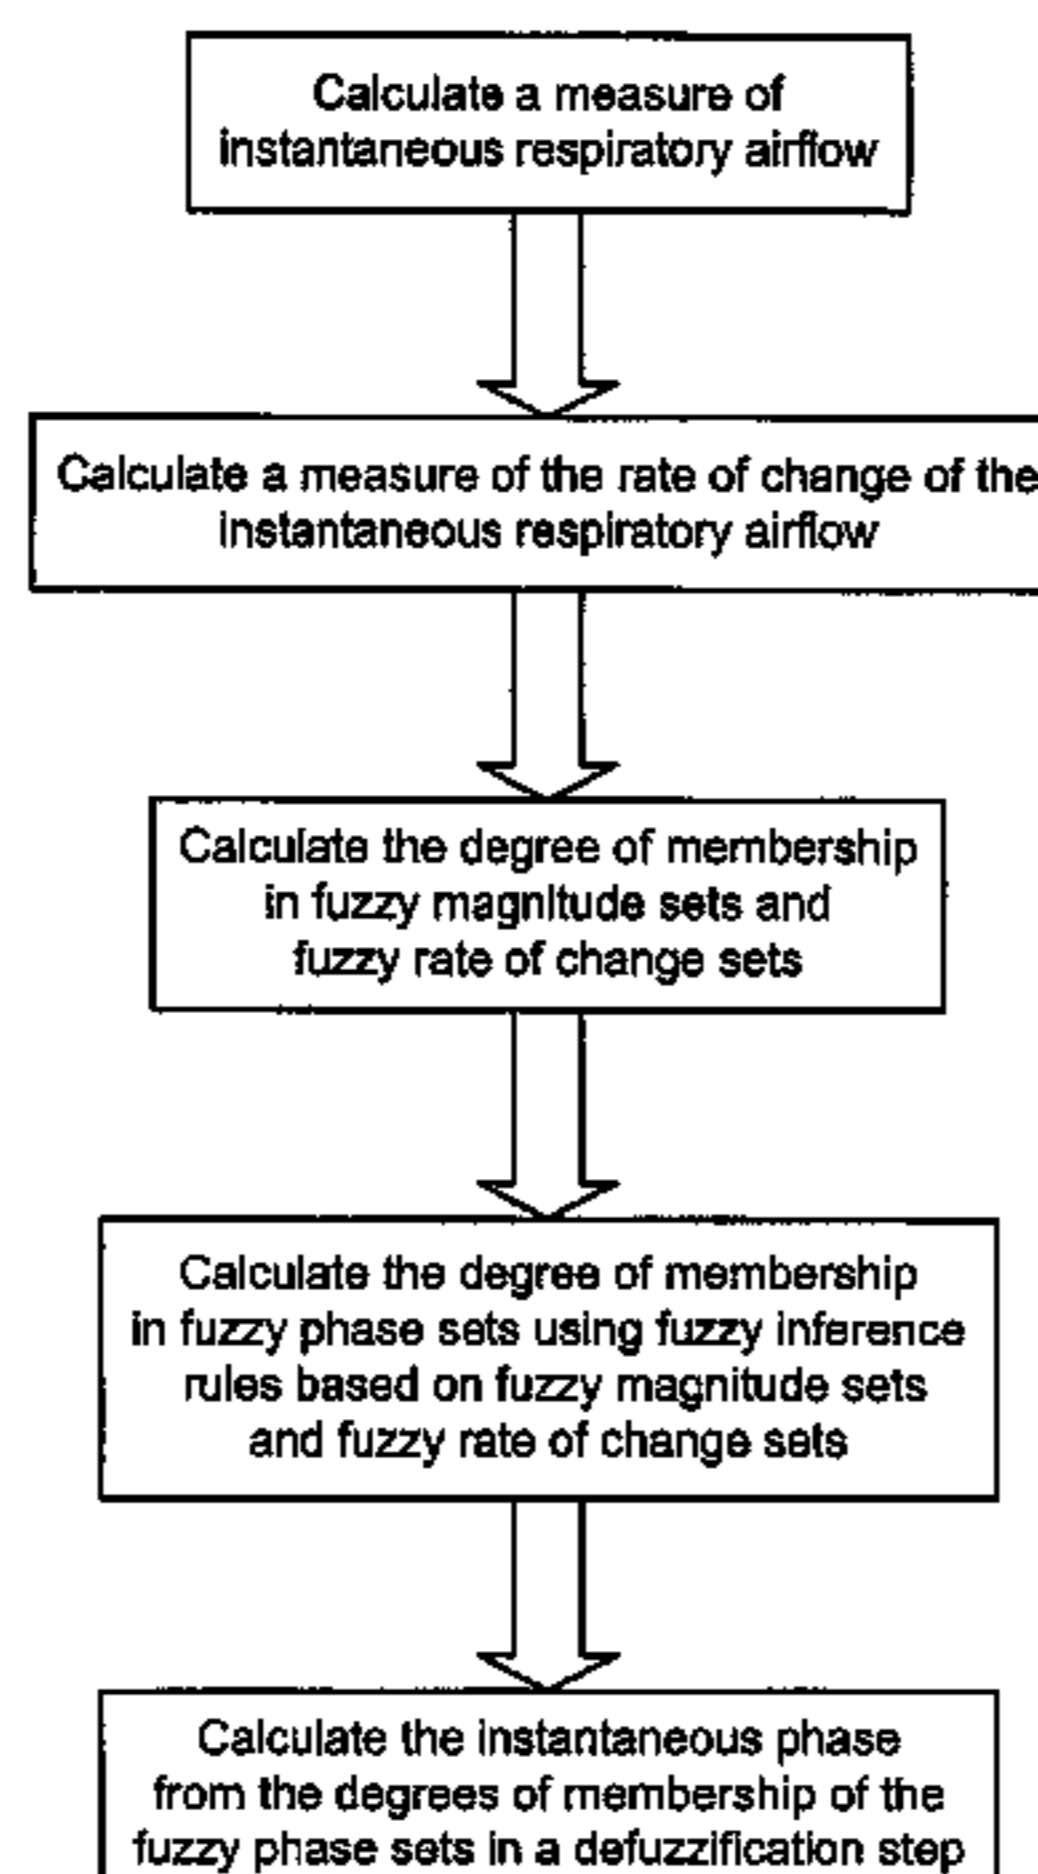 Calculate a measure of
instantaneous respiratory airflow
Calculate a measure of the rate of change of the
instantaneous respiratory airflow
Calculate the degree of membership
in fuzzy magnitude sets and
fuzzy rate of change sets
Calculate the degree of membership
in fuzzy phase sets using fuzzy inference
rules based on fuzzy magnitude sets
and fuzzy rate of change sets
Calculate the instantaneous phase
from the degrees of membership of the
fuzzy phase sets in a defuzzification step